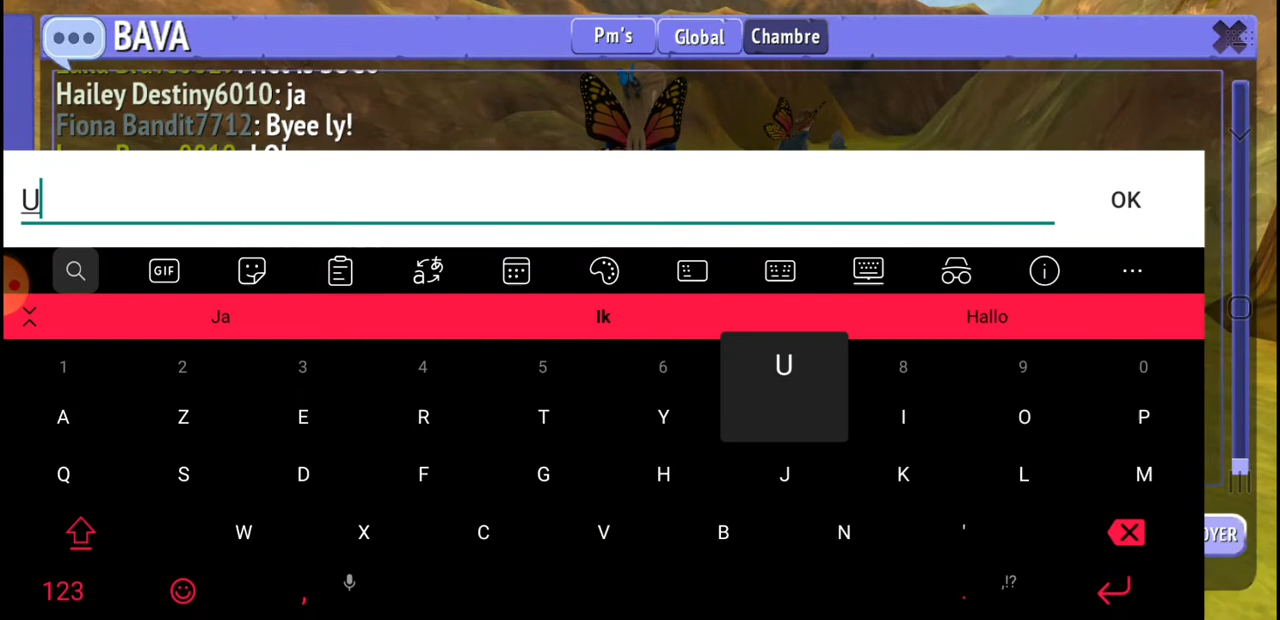 BAVA
Pm's Global Chambre
Hailey Destiny6010: ja
Fiona Bandit7712: Byee ly!
U
OK
GIF
Ja Ik Hallo
1 2 3 4 5 6 U 8 9 0
A Z E R T Y I O P
Q S D F G H J K L M
W X C V B N '
OYER
123 , . ,!?